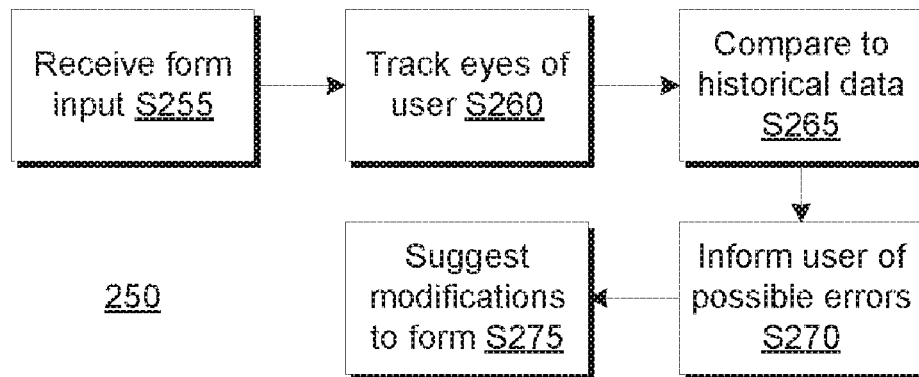 Receive form
input S255
Track eyes of
user S260
Compare to
historical data
S265
Inform user of
possible errors
S270
Suggest
modifications
to form S275
250